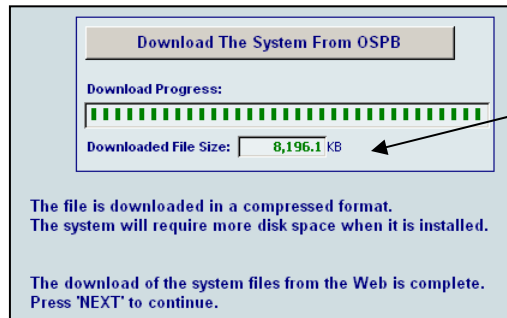 Download The System From OSPB
Download Progress:
Downloaded File Size: 8,196.1 KB
The file is downloaded in a compressed format.
The system will require more disk space when it is installed.
The download of the system files from the Web is complete.
Press 'NEXT' to continue.